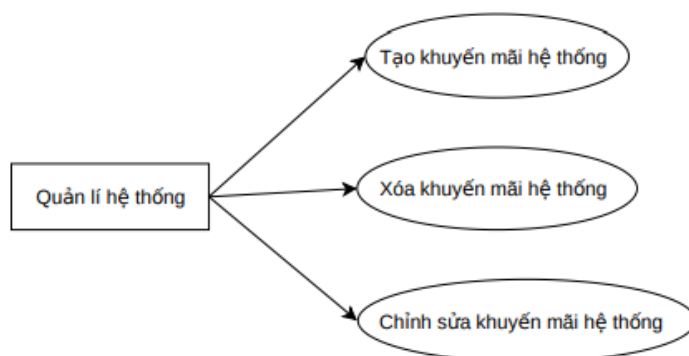 Tạo khuyến mãi hệ thống
Quản lí hệ thống
Xóa khuyến mãi hệ thống
Chỉnh sửa khuyến mãi hệ thống